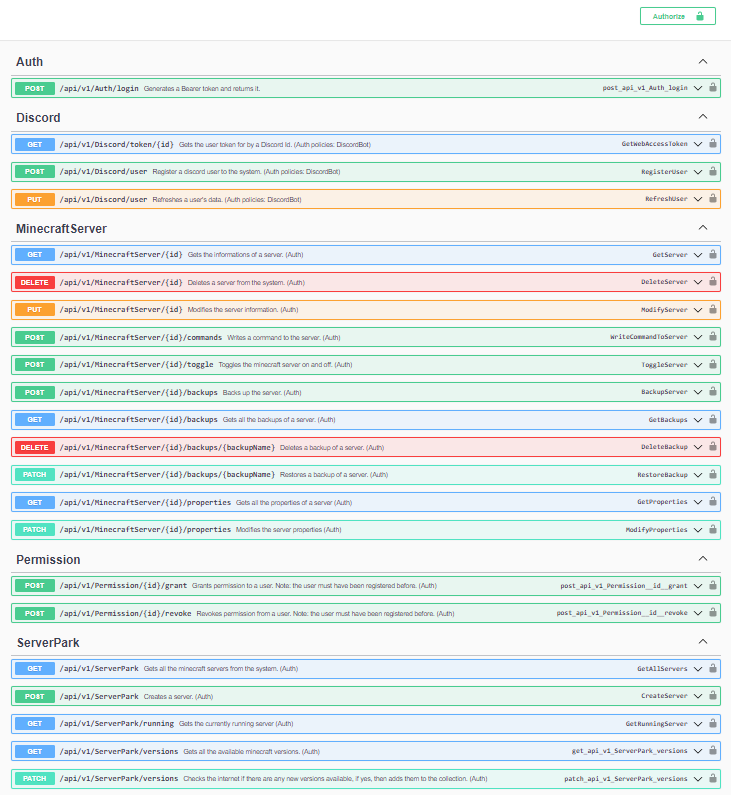 Authorize
Auth
POST /api/v1/Auth/login Generates a Bearer token and returns it. post_api_v1_Auth_login
Discord
GET /api/v1/Discord/token/{id} Gets the user token for by a Discord Id. (Auth policies: DiscordBot) GetWebAccessToken
POST /api/v1/Discord/user Register a discord user to the system. (Auth policies: DiscordBot) RegisterUser
PUT /api/v1/Discord/user Refreshes a user's data. (Auth policies: DiscordBot) RefreshUser
MinecraftServer
GET /api/v1/MinecraftServer/{id} Gets the informations of a server. (Auth) GetServer
DELETE /api/v1/MinecraftServer/{id} Deletes a server from the system. (Auth) DeleteServer
PUT /api/v1/MinecraftServer/{id} Modifies the server information. (Auth) ModifyServer
POST /api/v1/MinecraftServer/{id}/commands Writes a command to the server. (Auth) WriteCommandToServer
POST /api/v1/MinecraftServer/{id}/toggle Toggles the minecraft server on and off. (Auth) ToggleServer
POST /api/v1/MinecraftServer/{id}/backups Backs up the server. (Auth) BackupServer
GET /api/v1/MinecraftServer/{id}/backups Gets all the backups of a server. (Auth) GetBackups
DELETE /api/v1/MinecraftServer/{id}/backups/{backupName} Deletes a backup of a server. (Auth) DeleteBackup
PATCH /api/v1/MinecraftServer/{id}/backups/{backupName} Restores a backup of a server. (Auth) RestoreBackup
GET /api/v1/MinecraftServer/{id}/properties Gets all the properties of a server (Auth) GetProperties
PATCH /api/v1/MinecraftServer/{id}/properties Modifies the server properties (Auth) ModifyProperties
Permission
POST /api/v1/Permission/{id}/grant Grants permission to a user. Note: the user must have been registered before. (Auth) post_api_v1_Permission__id__grant
POST /api/v1/Permission/{id}/revoke Revokes permission from a user. Note: the user must have been registered before. (Auth) post_api_v1_Permission__id__revoke
ServerPark
GET /api/v1/ServerPark Gets all the minecraft servers from the system. (Auth) GetAllServers
POST /api/v1/ServerPark Creates a server. (Auth) CreateServer
GET /api/v1/ServerPark/running Gets the currently running server (Auth) GetRunningServer
GET /api/v1/ServerPark/versions Gets all the available minecraft versions. (Auth) get_api_v1_ServerPark_versions
PATCH /api/v1/ServerPark/versions Checks the internet if there are any new versions available, if yes, then adds them to the collection. (Auth) patch_api_v1_ServerPark_versions